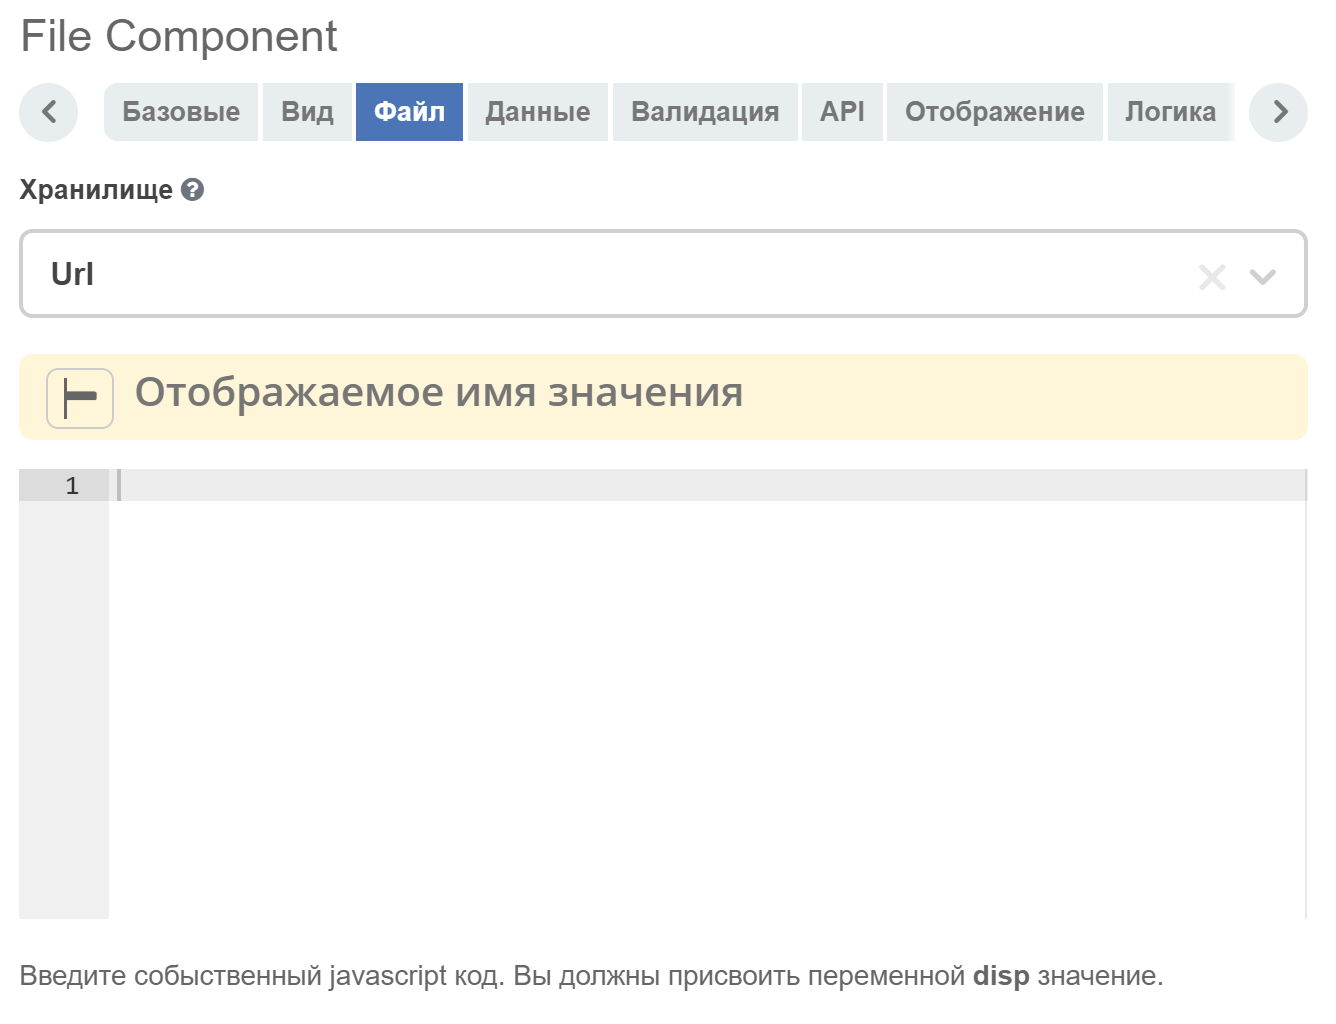 File Component
Базовые Вид Файл Данные Валидация API Отображение Логика
Хранилище
Url
Отображаемое имя значения
1
Введите собыственный javascript код. Вы должны присвоить переменной disp значение.